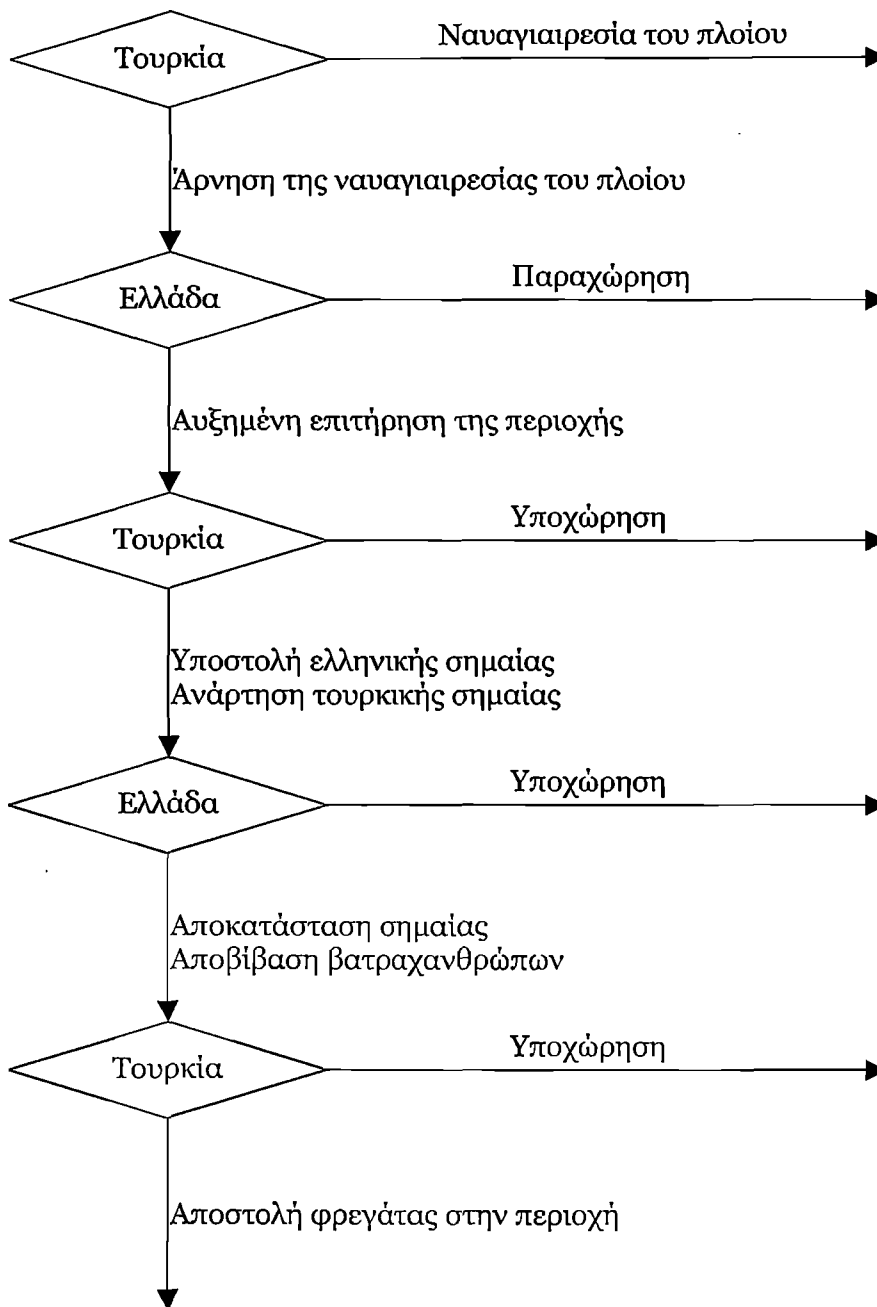 Ναυαγιαιρεσία του πλοίου
Τουρκία
Άρνηση της ναυαγιαιρεσίας του πλοίου
Παραχώρηση
Ελλάδα
Αυξημένη επιτήρηση της περιοχής
Υποχώρηση
Τουρκία
Υποστολή ελληνικής σημαίας
Ανάρτηση τουρκικής σημαίας
Υποχώρηση
Ελλάδα
Αποκατάσταση σημαίας
Αποβίβαση βατραχανθρώπων
Υποχώρηση
Τουρκία
Αποστολή φρεγάτας στην περιοχή